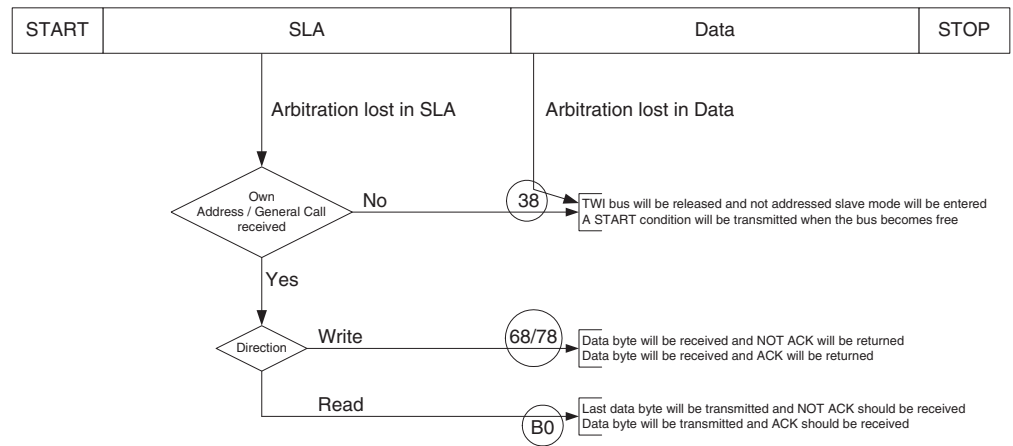 START SLA Data STOP
Arbitration lost in SLA Arbitration lost in Data
Own
Address / General Call
received
No
38
TWI bus will be released and not addressed slave mode will be entered
A START condition will be transmitted when the bus becomes free
Yes
Direction
Write
68/78
Data byte will be received and NOT ACK will be returned
Data byte will be received and ACK will be returned
Read
B0
Last data byte will be transmitted and NOT ACK should be received
Data byte will be transmitted and ACK should be received